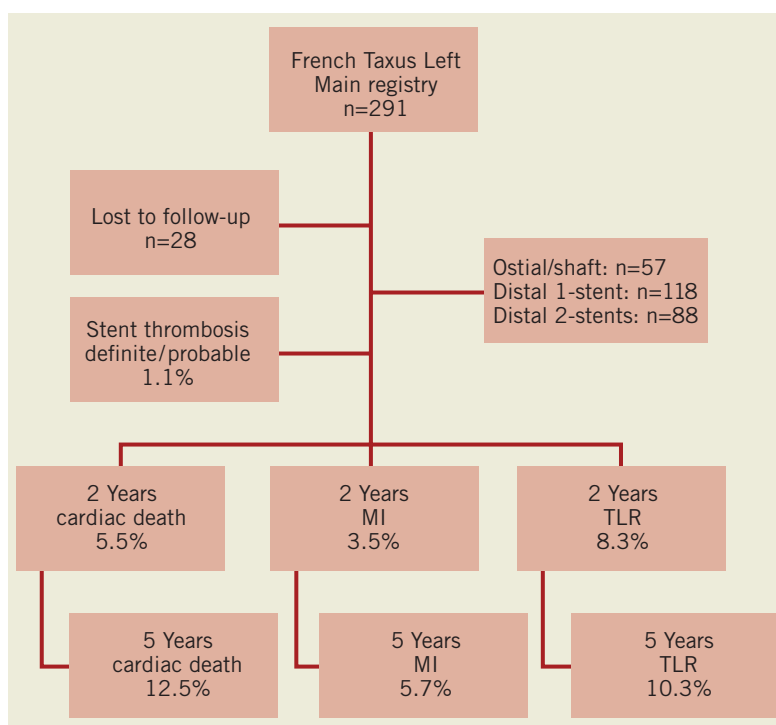 French Taxus Left
Main registry
n=291
Lost to follow-up
n=28
Ostial/shaft: n=57
Distal 1-stent: n=118
Distal 2-stents: n=88
Stent thrombosis
definite/probable
1.1%
2 Years
cardiac death
5.5%
2 Years
MI
3.5%
2 Years
TLR
8.3%
5 Years
cardiac death
12.5%
5 Years
MI
5.7%
5 Years
TLR
10.3%